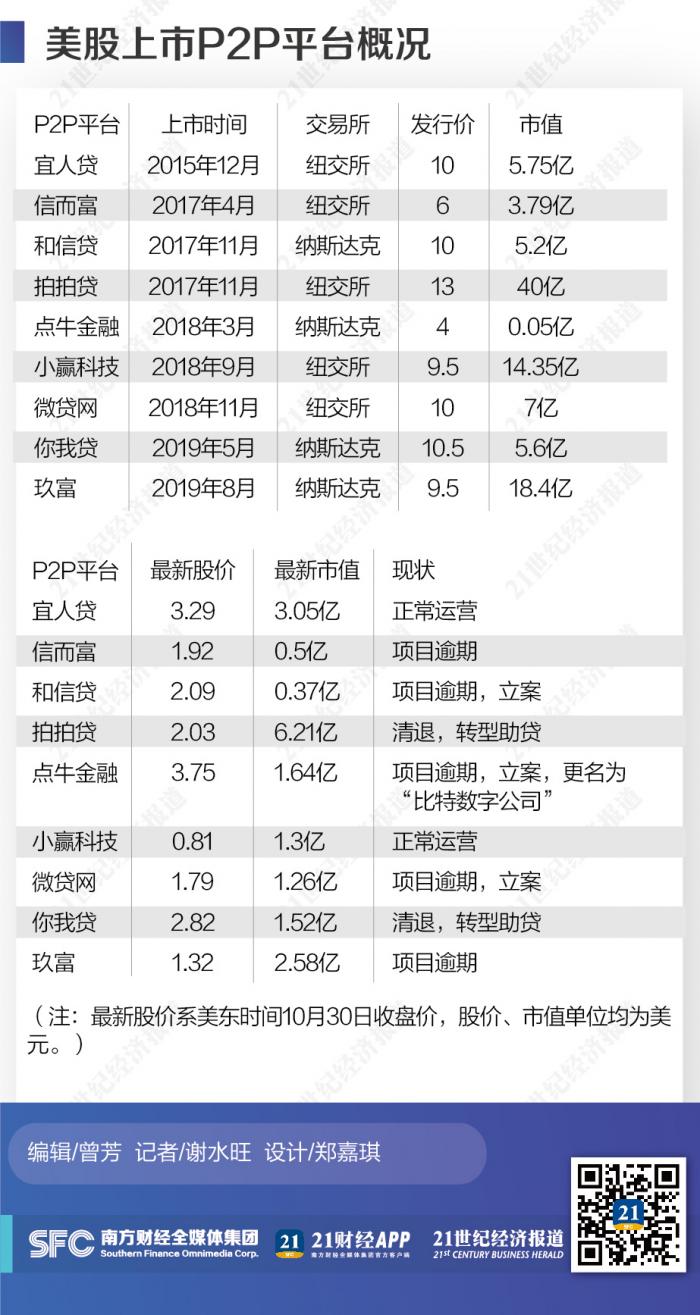 美股上市P2P平台概况
P2P平台 上市时间 交易所 发行价 市值
宜人贷 2015年12月 纽交所 10 5.75亿
信而富 2017年4月 纽交所 6 3.79亿
和信贷 2017年11月 纳斯达克 10 5.2亿
拍拍贷 2017年11月 纽交所 13 40亿
点牛金融 2018年3月 纳斯达克 4 0.05亿
小赢科技 2018年9月 纽交所 9.5 14.35亿
微贷网 2018年11月 纽交所 10 7亿
你我贷 2019年5月 纳斯达克 10.5 5.6亿
玖富 2019年8月 纳斯达克 9.5 18.4亿
P2P平台 最新股价 最新市值 现状
宜人贷 3.29 3.05亿 正常运营
信而富 1.92 0.5亿 项目逾期
和信贷 2.09 0.37亿 项目逾期，立案
拍拍贷 2.03 6.21亿 清退，转型助贷
点牛金融 3.75 1.64亿 项目逾期，立案，更名为
“比特数字公司”
小赢科技 0.81 1.3亿 正常运营
微贷网 1.79 1.26亿 项目逾期，立案
你我贷 2.82 1.52亿 清退，转型助贷
玖富 1.32 2.58亿 项目逾期
（注：最新股价系美东时间10月30日收盘价，股价、市值单位均为美
元。）
编辑/曾芳 记者/谢水旺 设计/郑嘉琪
SFC 南方财经全媒体集团 21 21财经APP 21世纪经济报道
Southern Finance Omnimedia Corp. SFC 南方财经全媒体集团官方客户端 21st CENTURY BUSINESS HERALD
21
SFC
21世纪经济报道